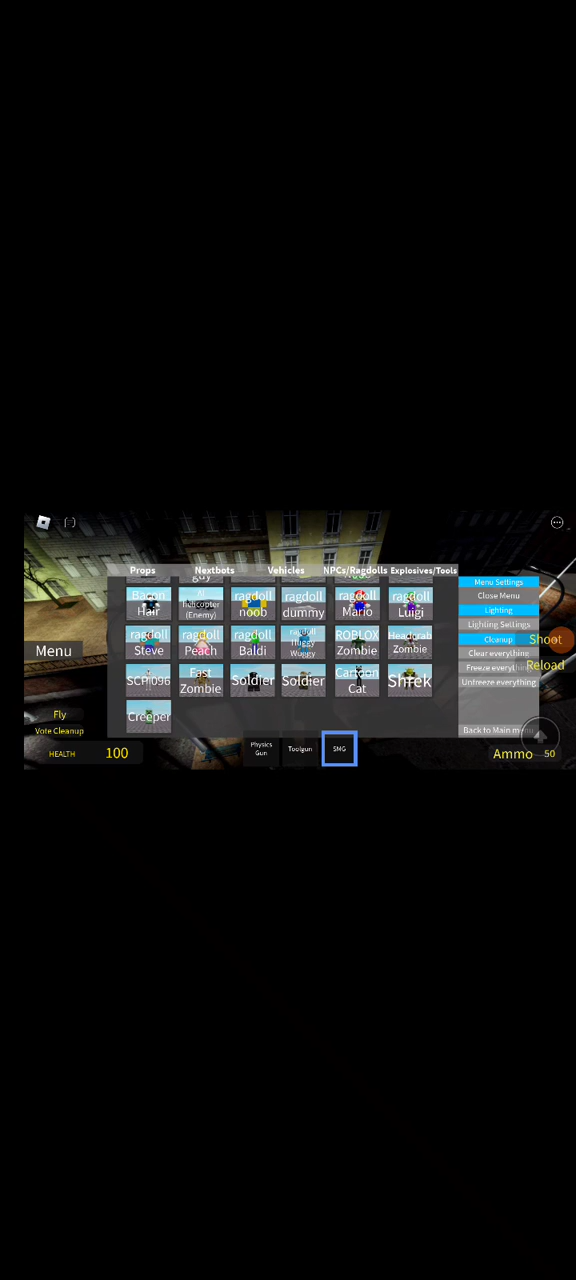 Props Nextbots Vehicles NPCs/Ragdolls Explosives/Tools
guy
Menu Settings
Bacon Hair
AI helicopter (Enemy)
ragdoll noob
ragdoll dummy
ragdoll Mario
ragdoll Luigi
Close Menu
Lighting
Lighting Settings
ragdoll Steve
ragdoll Peach
ragdoll Baldi
ragdoll Huggy Wuggy
ROBLOX Zombie
Headcrab Zombie
Cleanup
Shoot
Menu
Clear everything
Freeze everything
Reload
SCP096
Fast Zombie
Soldier
Soldier
Cartoon Cat
Shrek
Unfreeze everything
Creeper
Fly
Vote Cleanup
Back to Main menu
HEALTH 100
Physics Gun
Toolgun
SMG
Ammo 50